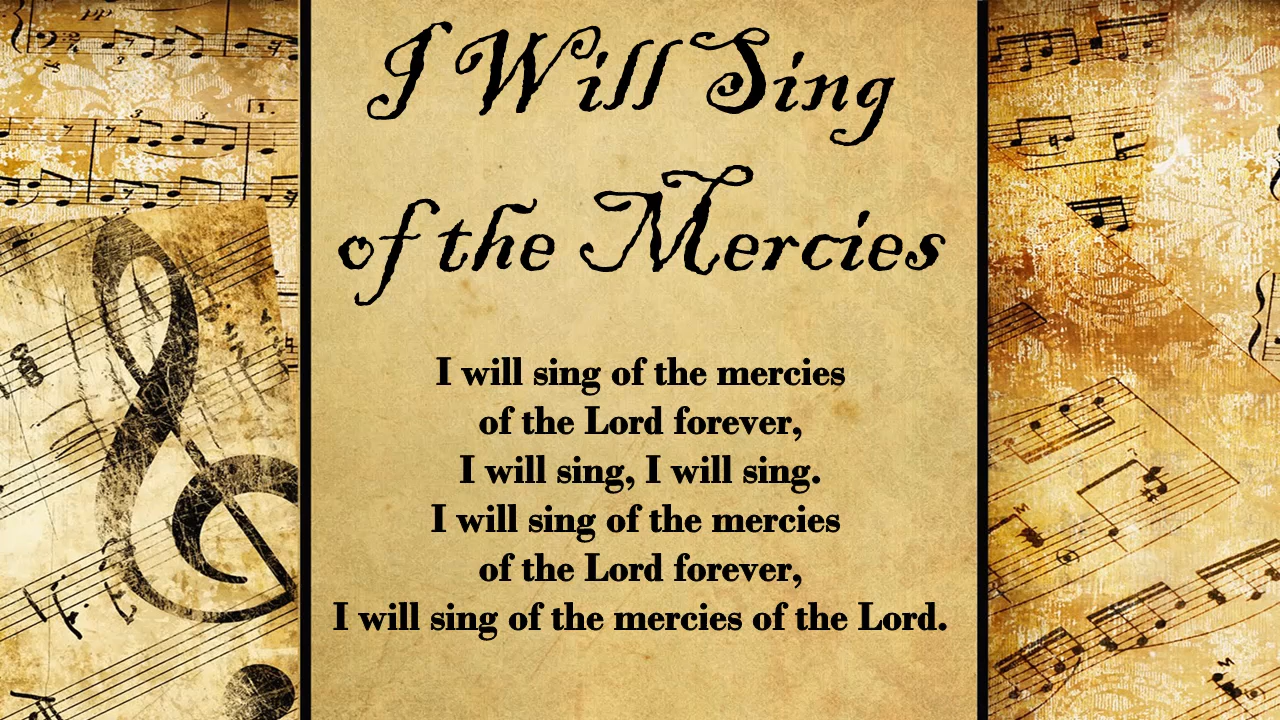 I Will Sing
of the Mercies
I will sing of the mercies
of the Lord forever,
I will sing, I will sing.
I will sing of the mercies
of the Lord forever,
I will sing of the mercies of the Lord.